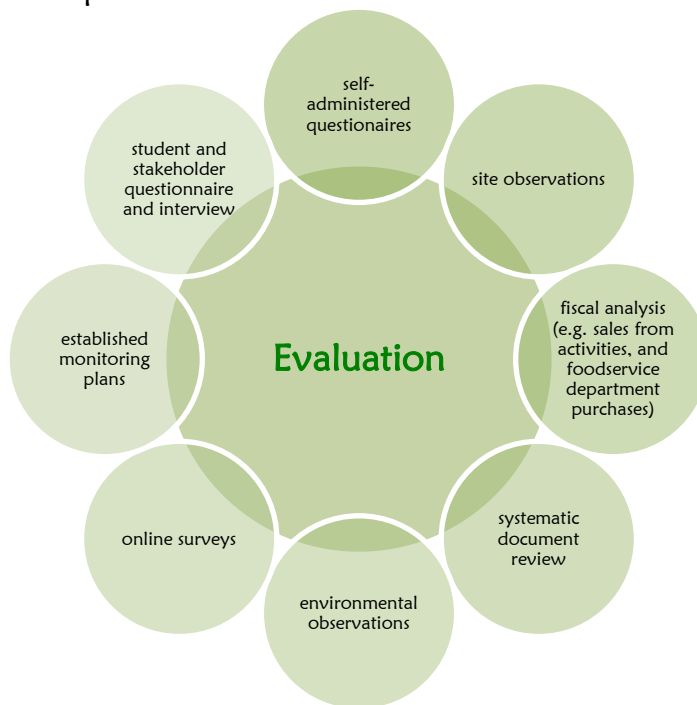 self-
administered
questionaires
site observations
fiscal analysis
(e.g. sales from
activities, and
foodservice
department
purchases)
systematic
document
review
environmental
observations
online surveys
established
monitoring
plans
student and
stakeholder
questionnaire
and interview
Evaluation